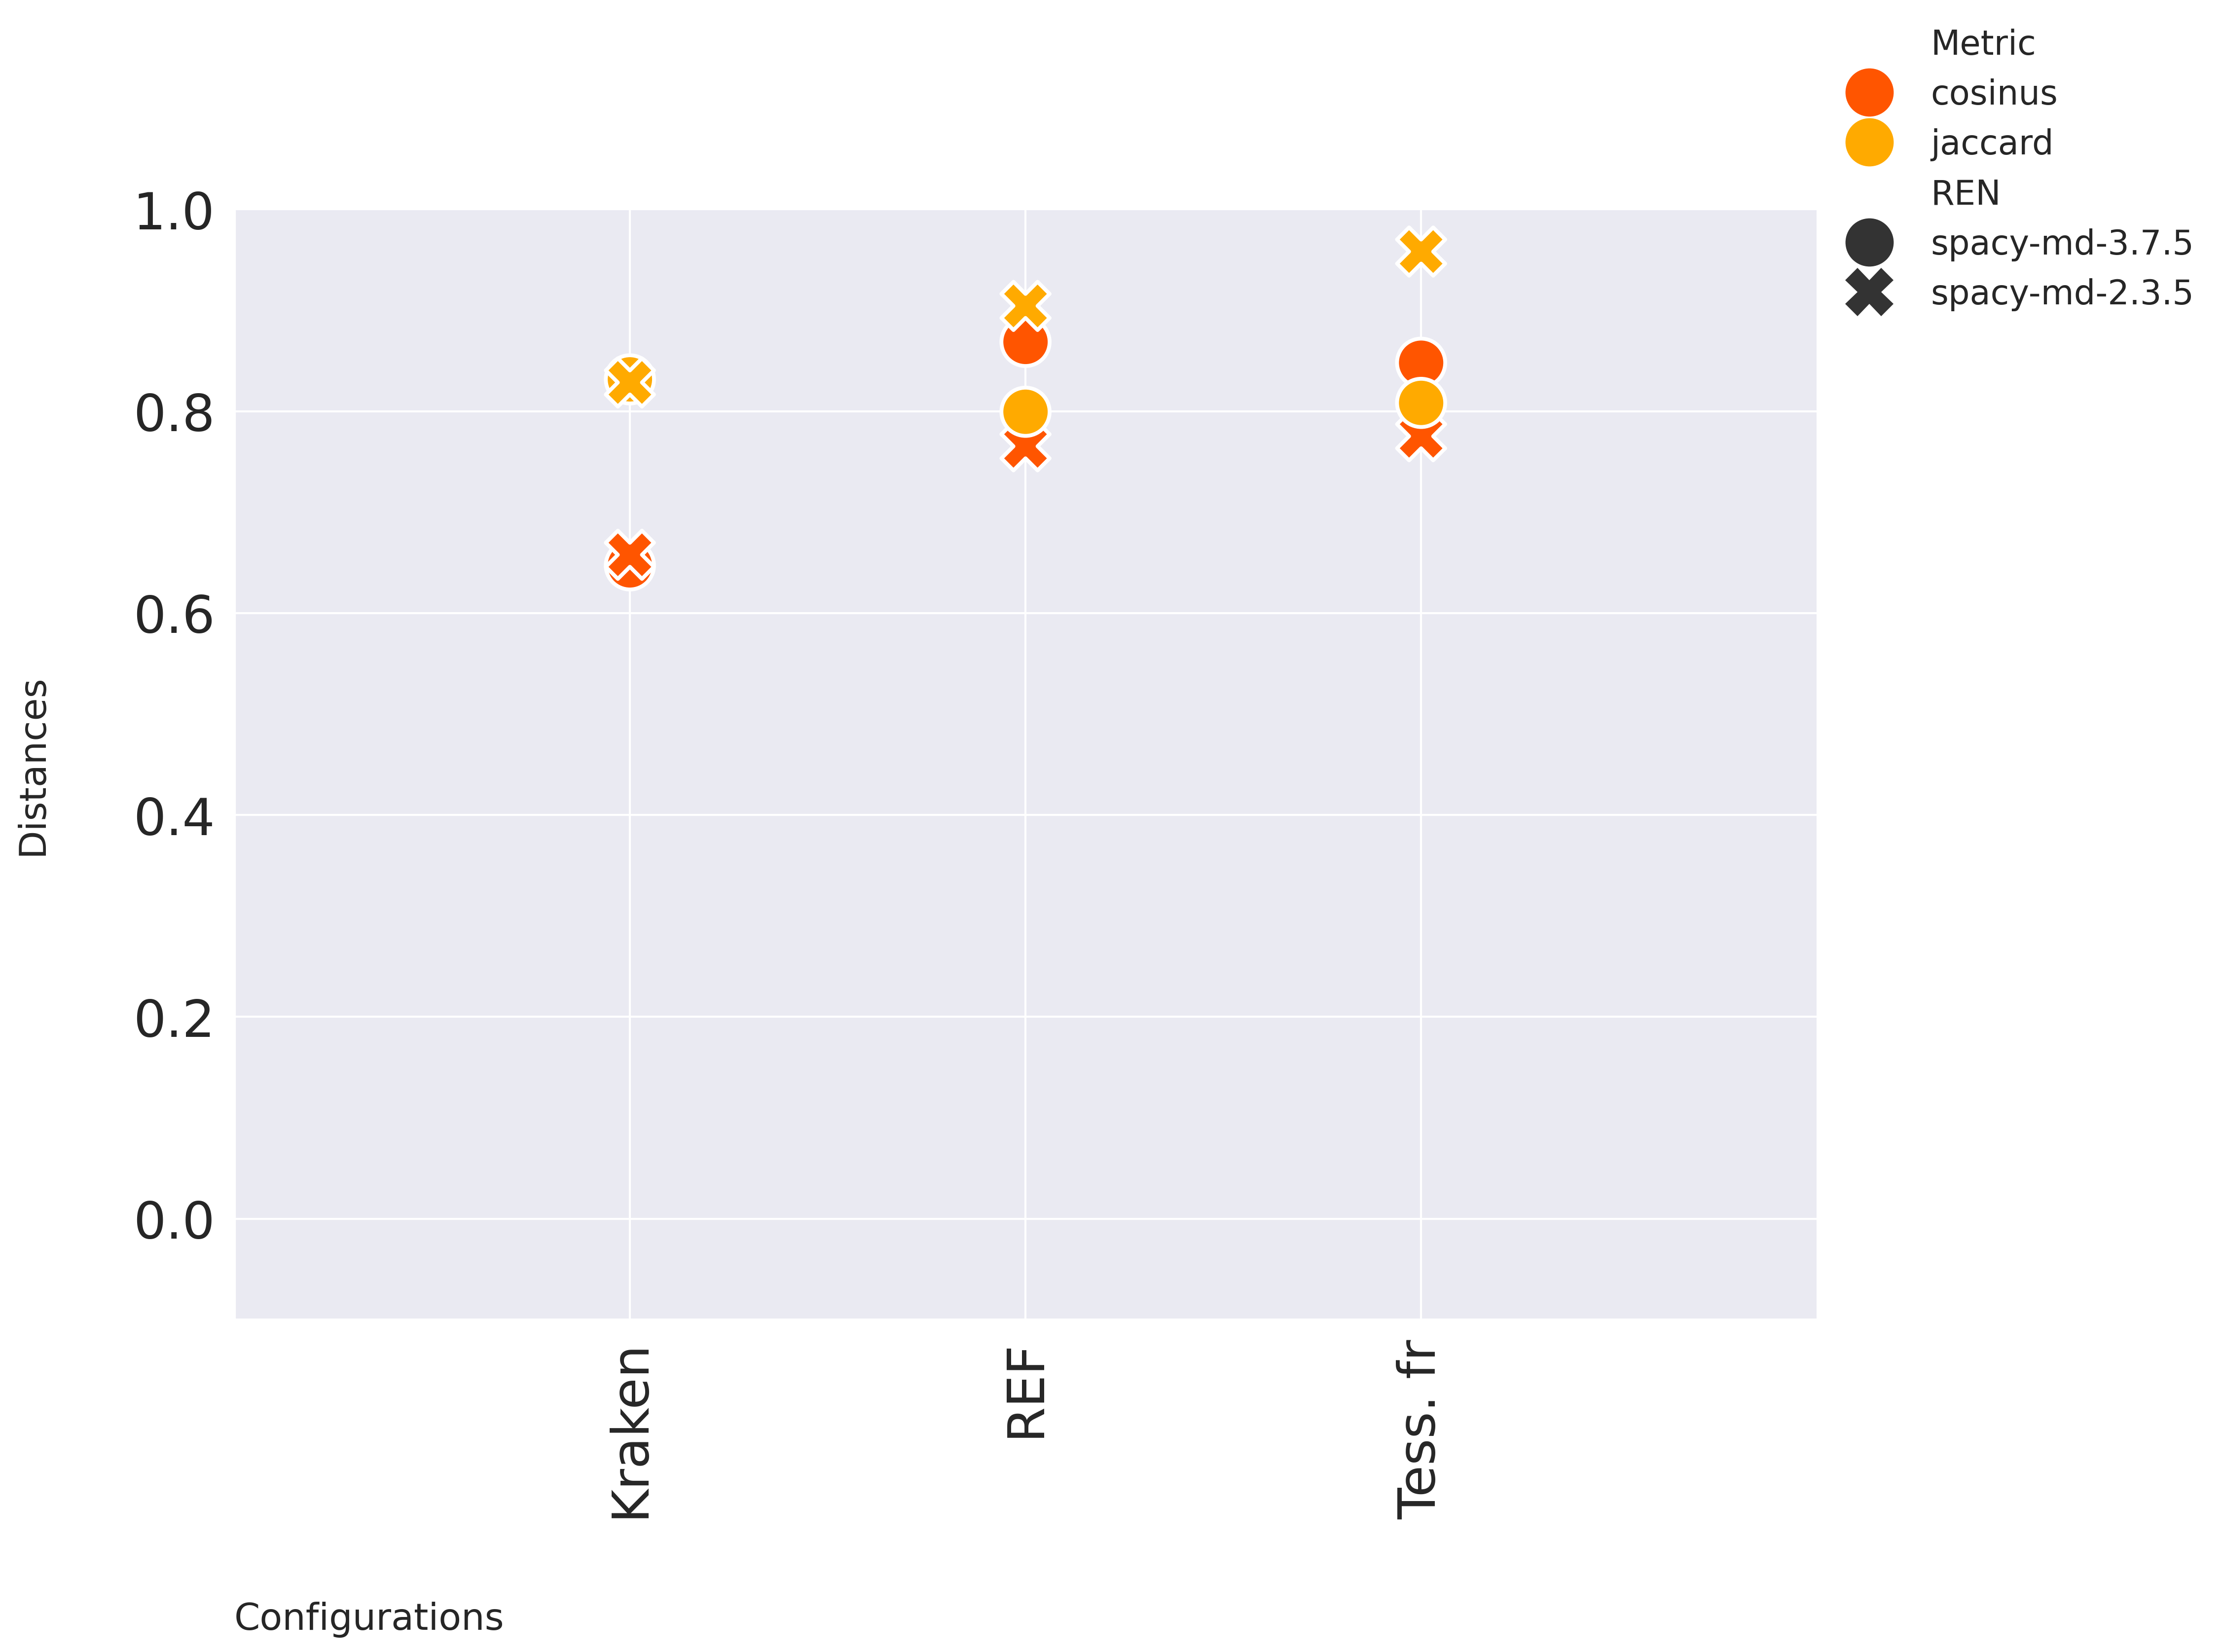 Metric
cosinus
jaccard
REN
spacy-md-3.7.5
spacy-md-2.3.5
1.0
0.8
0.6
0.4
0.2
0.0
Distances
Kraken
REF
Tess. fr
Configurations